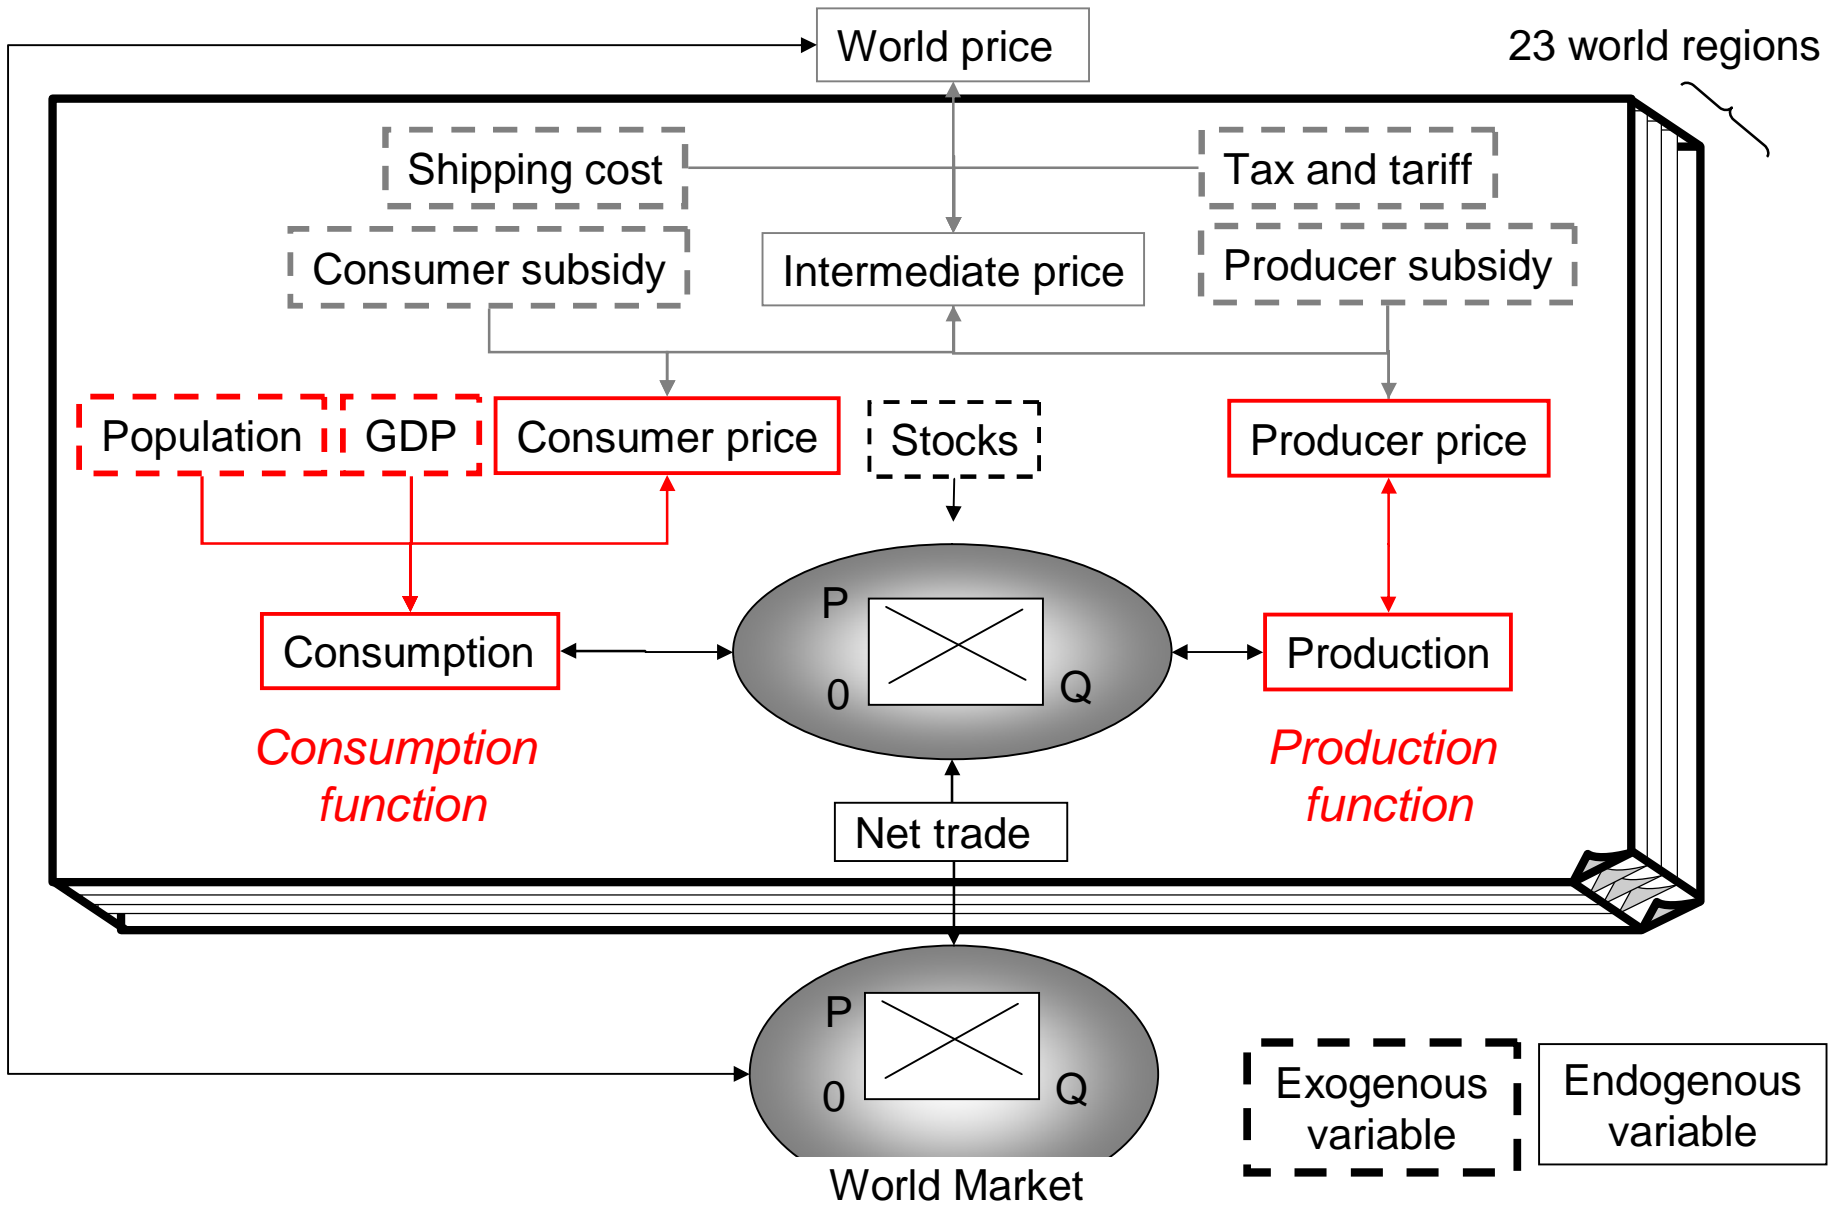 World price
23 world regions
Shipping cost
Tax and tariff
Consumer subsidy
Intermediate price
Producer subsidy
Population
GDP
Consumer price
Stocks
Producer price
P
0
Q
Consumption
Production
Consumption
function
Production
function
Net trade
P
0
Q
World Market
Exogenous
variable
Endogenous
variable